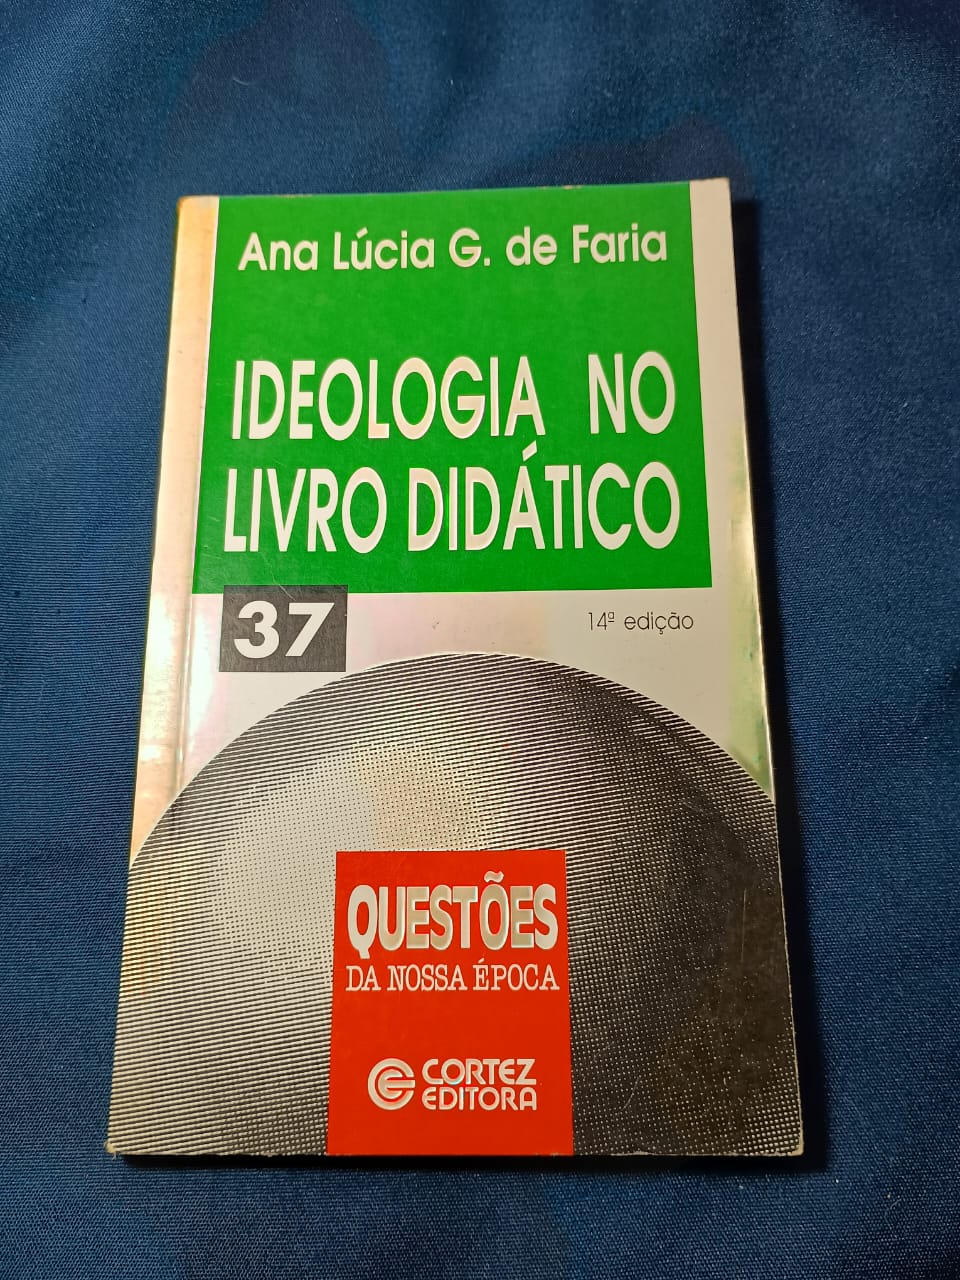 Ana Lúcia G. de Faria
IDEOLOGIA NO
LIVRO DIDÁTICO
37
14ª edição
QUESTÕES
DA NOSSA ÉPOCA
CORTEZ
EDITORA